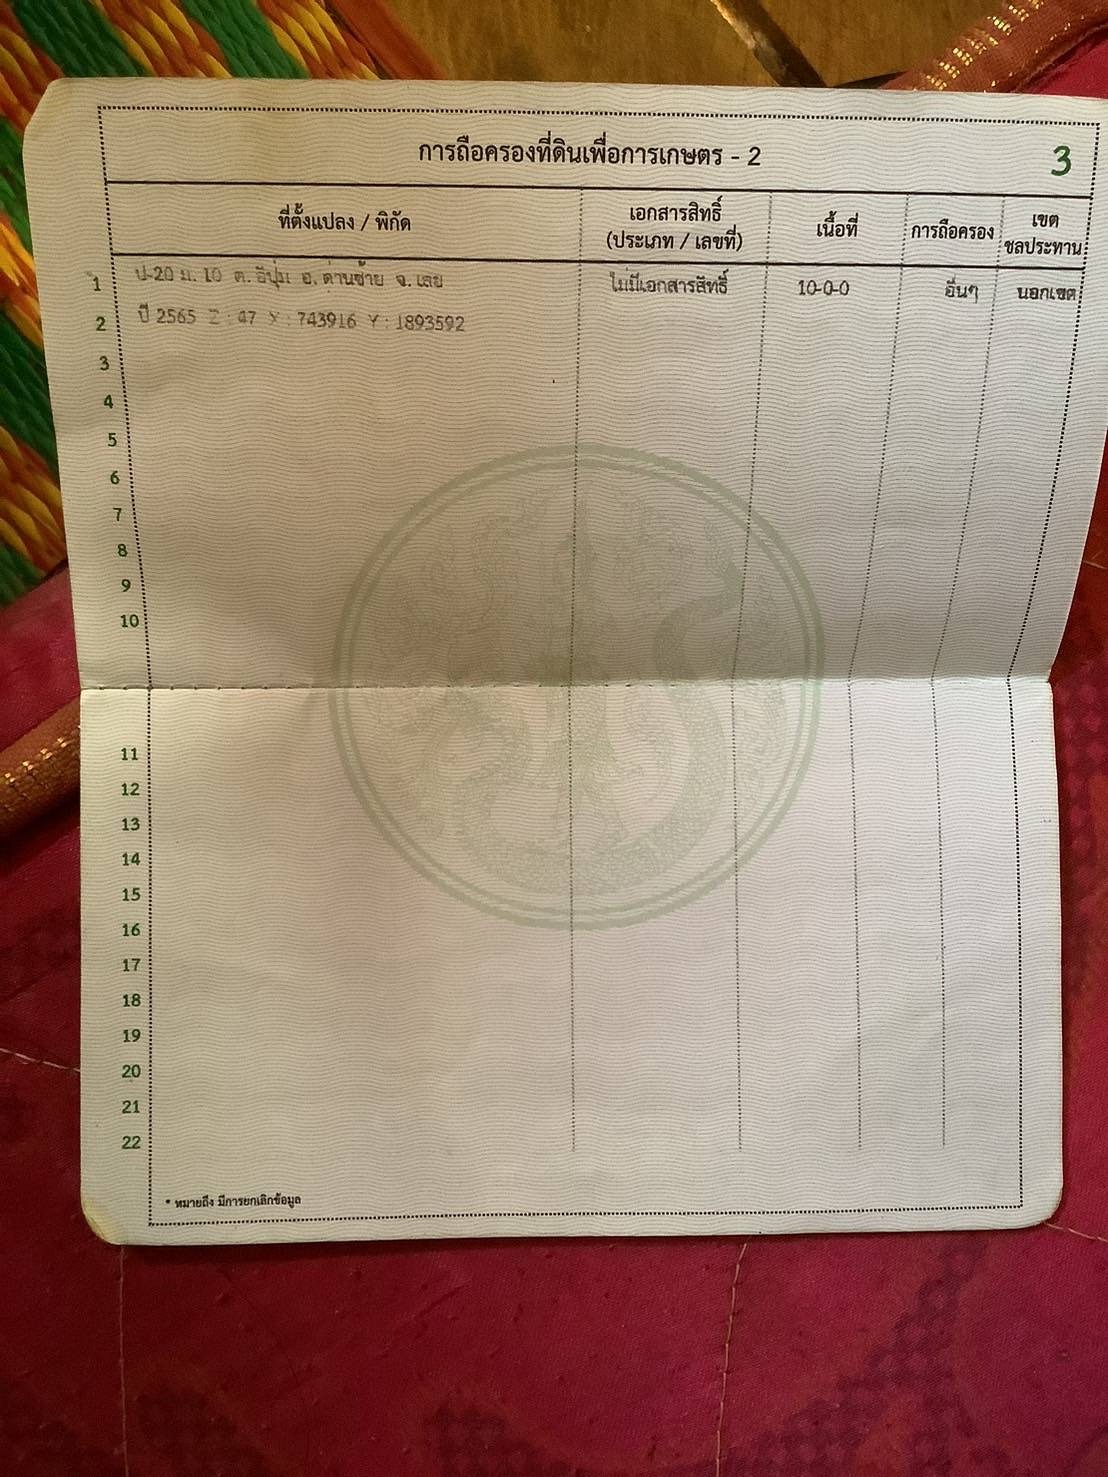 การถือครองที่ดินเพื่อการเกษตร - 2
3
ที่ตั้งแปลง / พิกัด
เอกสารสิทธิ์
(ประเภท / เลขที่)
เนื้อที่
การถือครอง
เขต
ชลประทาน
1 ป-20 ม. 10 ต. อิปุ่ม อ. ด่านซ้าย จ. เลย ไม่มีเอกสารสิทธิ์ 10-0-0 อื่นๆ นอกเขต
2 ปี 2565 Z : 47 X : 743916 Y : 1893592
3
4
5
6
7
8
9
10
11
12
13
14
15
16
17
18
19
20
21
22
* หมายถึง มีการยกเลิกข้อมูล